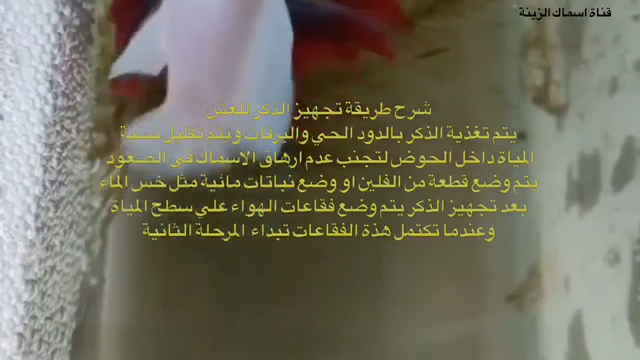 قناة اسماك الزينة
شرح طريقة تجهيز الذكر للعش
يتم تغذية الذكر بالدود الحي واليرقات ويتم تقليل نسبة
المياة داخل الحوض لتجنب عدم ارهاق الاسماك في الصعود
يتم وضع قطعة من الفلين او وضع نباتات مائية مثل خس الماء
بعد تجهيز الذكر يتم وضع فقاعات الهواء علي سطح المياة
وعندما تكتمل هذة الفقاعات تبداء المرحلة الثانية